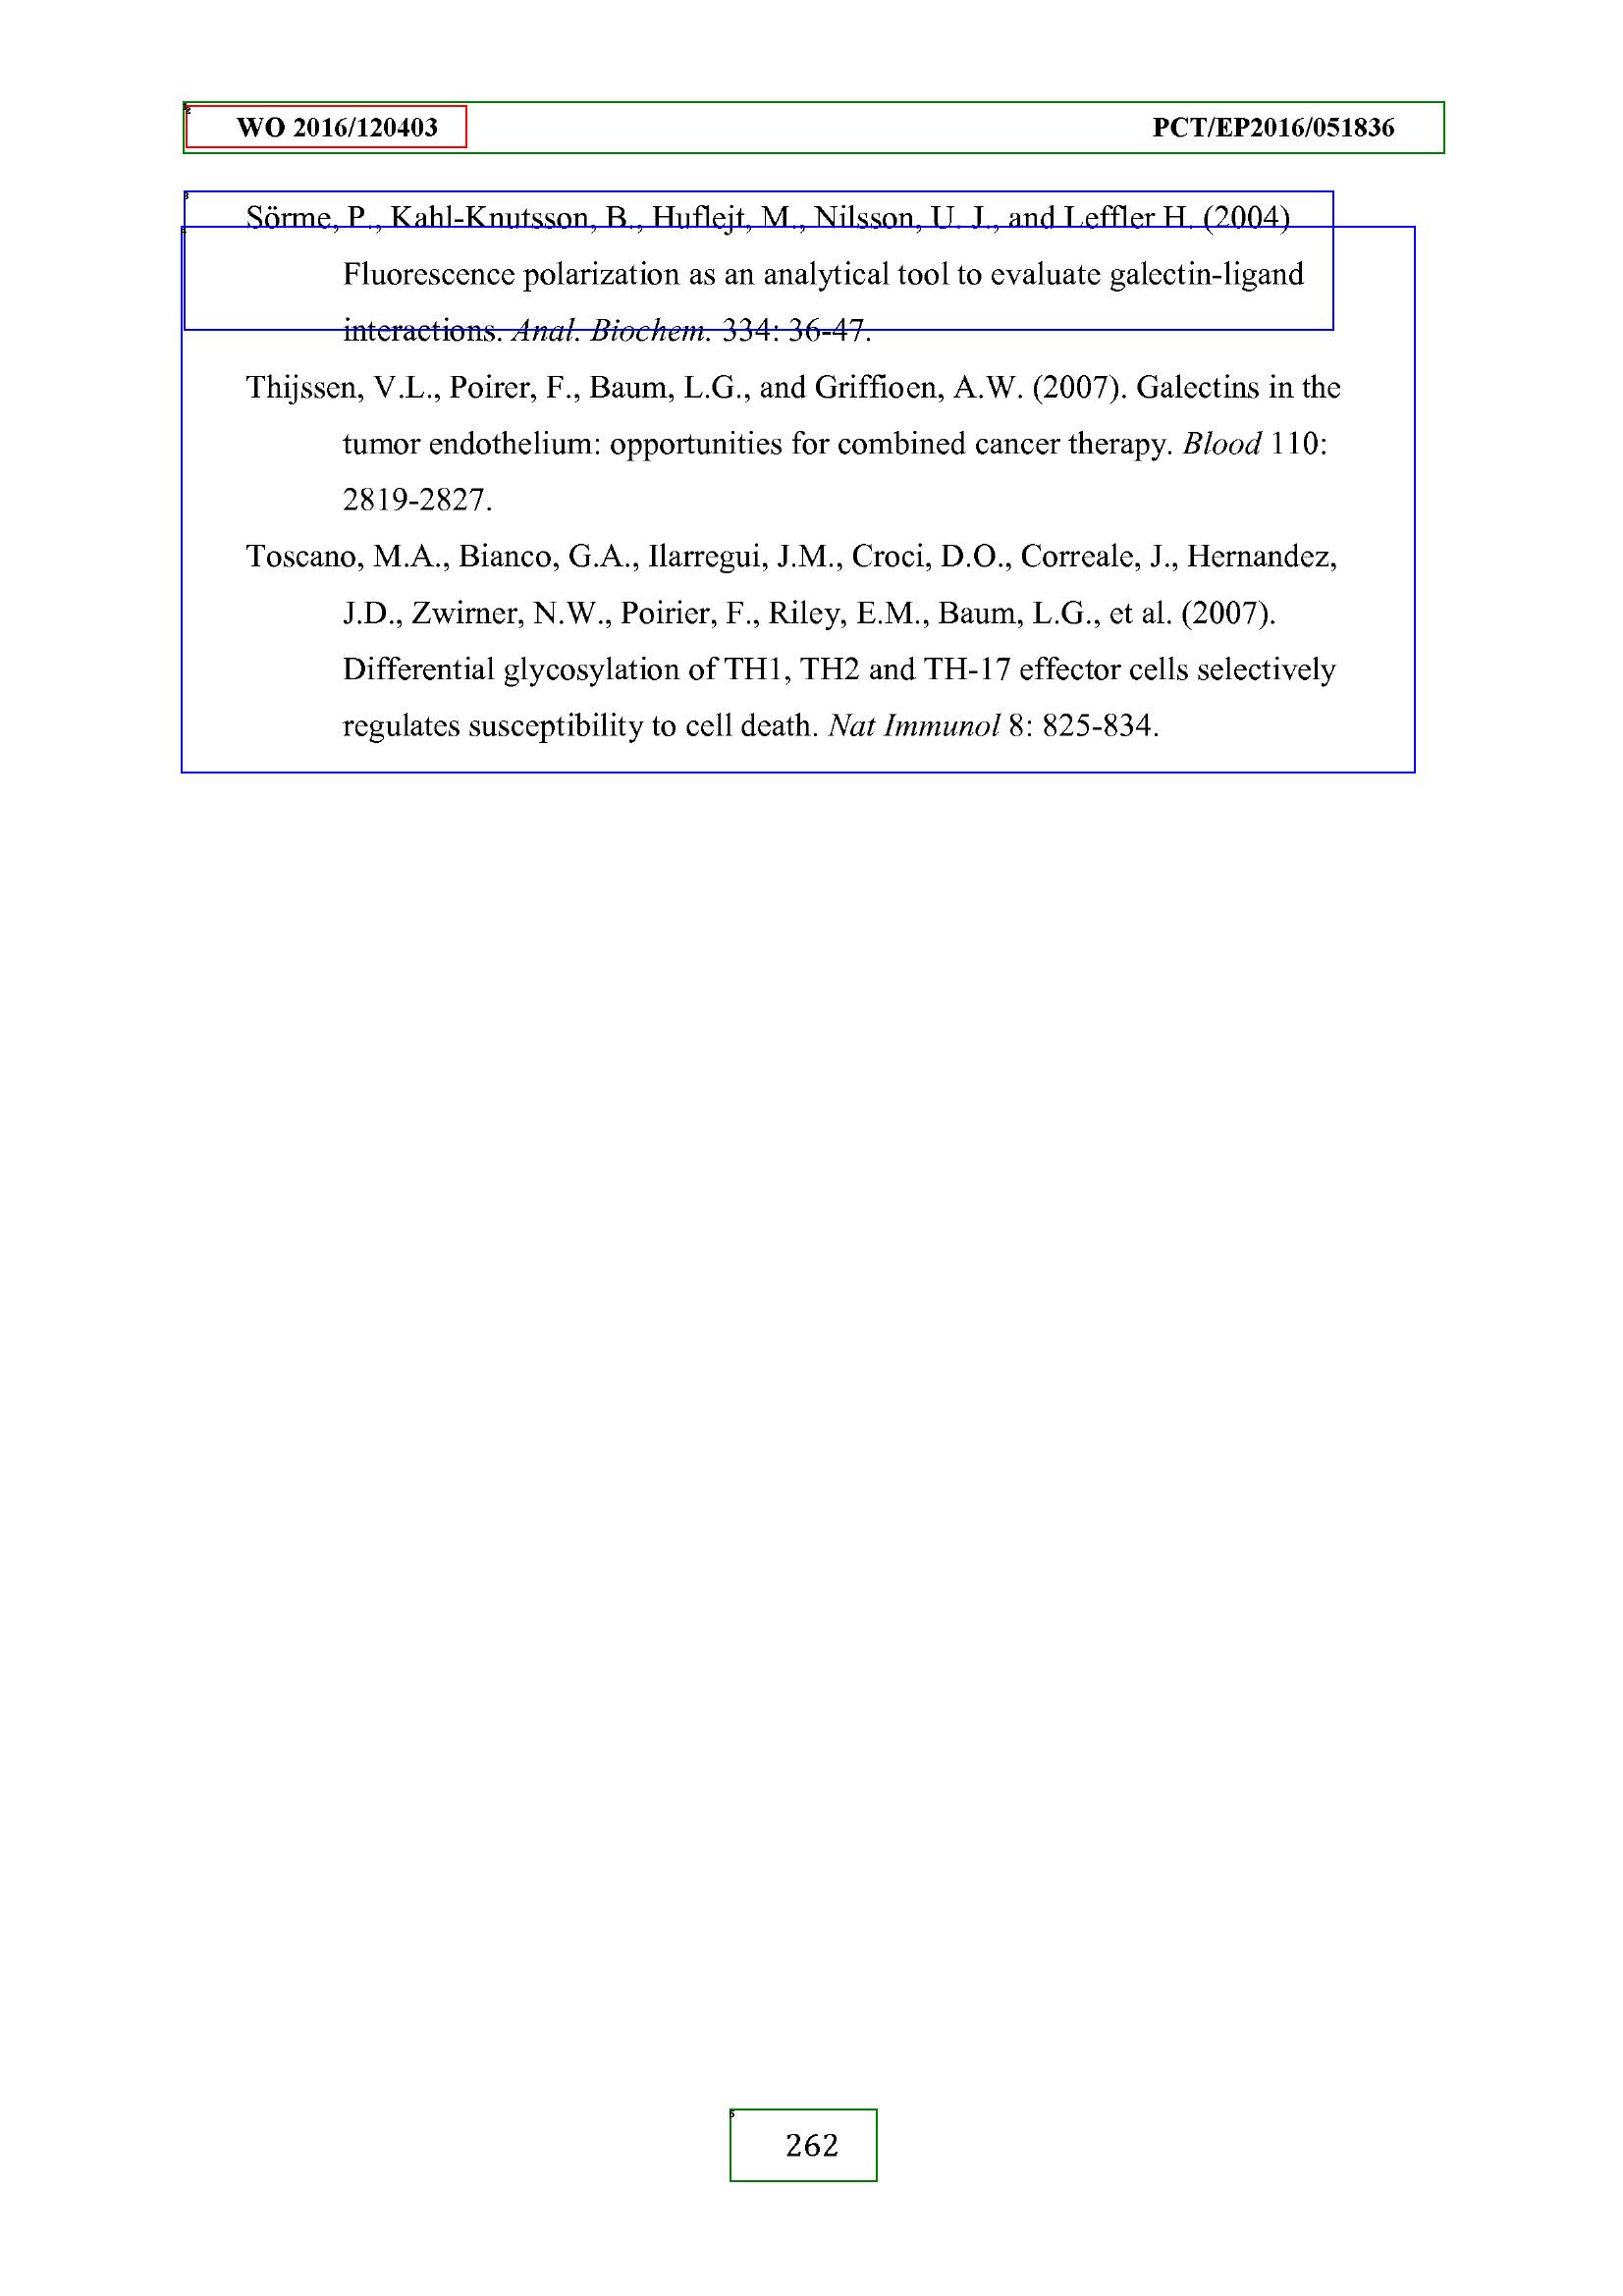 WO 2016/120403 PCT/EP2016/051836
Sörme, P., Kahl-Knutsson, B., Huflejt, M., Nilsson, U. J., and Leffler H. (2004)
Fluorescence polarization as an analytical tool to evaluate galectin-ligand
interactions. Anal. Biochem. 334: 36-47.
Thijssen, V.L., Poirer, F., Baum, L.G., and Griffioen, A.W. (2007). Galectins in the
tumor endothelium: opportunities for combined cancer therapy. Blood 110:
2819-2827.
Toscano, M.A., Bianco, G.A., Ilarregui, J.M., Croci, D.O., Correale, J., Hernandez,
J.D., Zwirner, N.W., Poirier, F., Riley, E.M., Baum, L.G., et al. (2007).
Differential glycosylation of TH1, TH2 and TH-17 effector cells selectively
regulates susceptibility to cell death. Nat Immunol 8: 825-834.
262